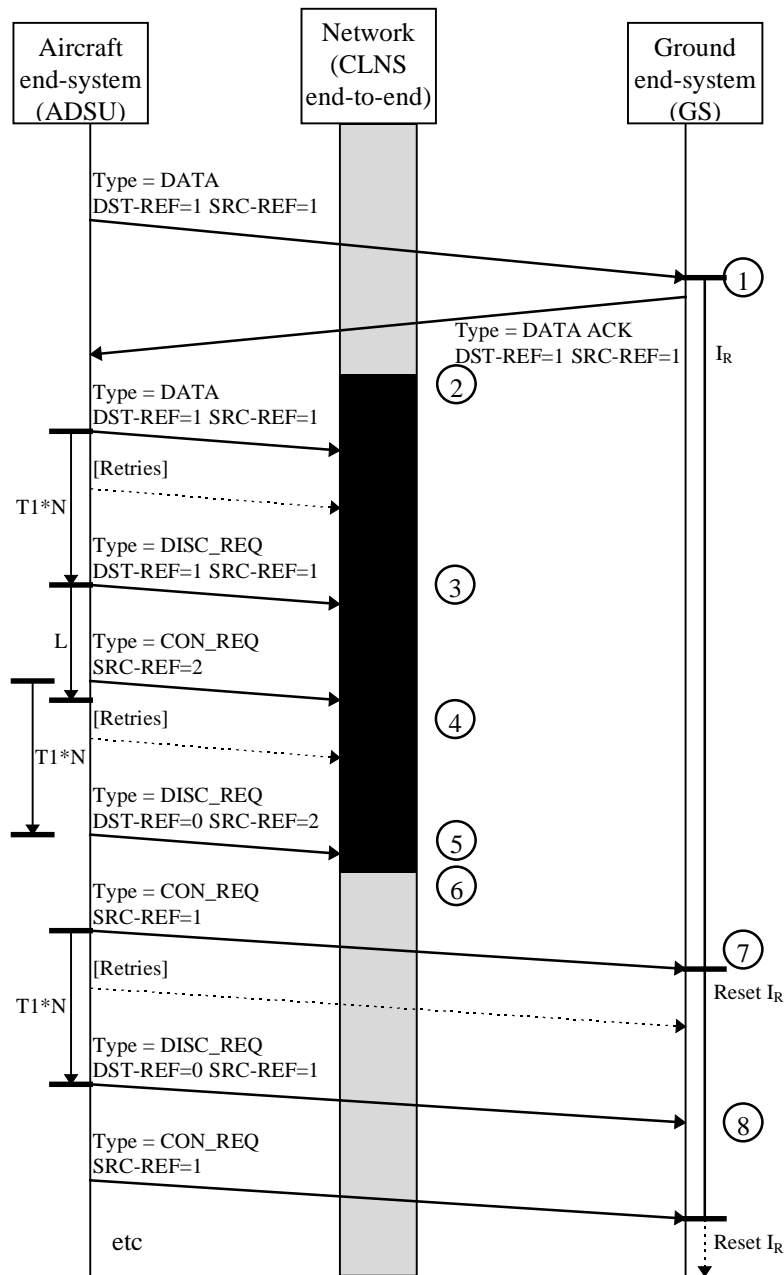 Aircraft
end-system
(ADSU)
Network
(CLNS
end-to-end)
Ground
end-system
(GS)
Type = DATA
DST-REF=1 SRC-REF=1
1
Type = DATA ACK
DST-REF=1 SRC-REF=1
IR
2
Type = DATA
DST-REF=1 SRC-REF=1
[Retries]
T1*N
Type = DISC_REQ
DST-REF=1 SRC-REF=1
3
L
Type = CON_REQ
SRC-REF=2
4
[Retries]
T1*N
Type = DISC_REQ
DST-REF=0 SRC-REF=2
5
6
Type = CON_REQ
SRC-REF=1
7
[Retries]
Reset IR
T1*N
Type = DISC_REQ
DST-REF=0 SRC-REF=1
8
Type = CON_REQ
SRC-REF=1
etc
Reset IR